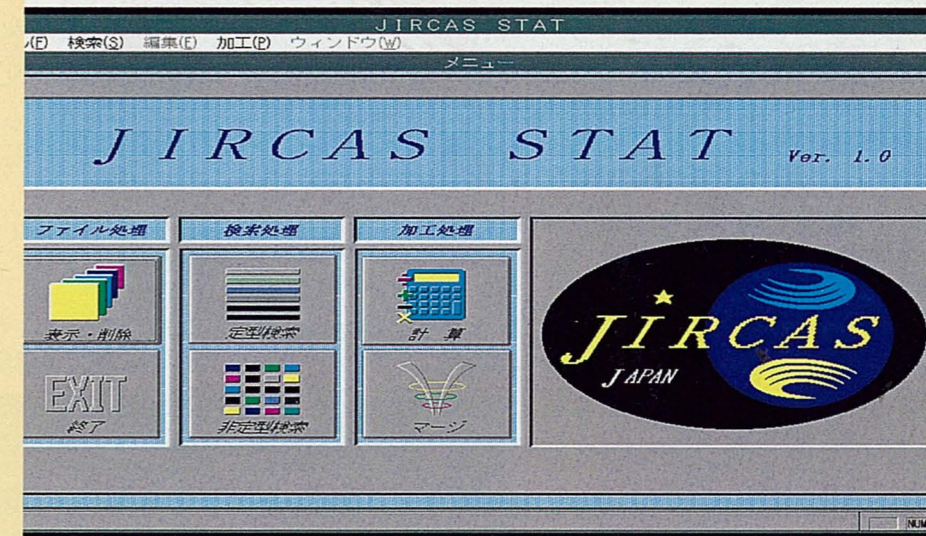 JIRCAS STAT
ル(F) 検索(S) 編集(E) 加工(P) ウィンドウ(W)
メニュー
JIRCAS STAT Ver. 1.0
ファイル処理 検索処理 加工処理
表示・削除 定型検索 計算
EXIT
終了 非定型検索 マージ
JIRCAS
JAPAN
NUM